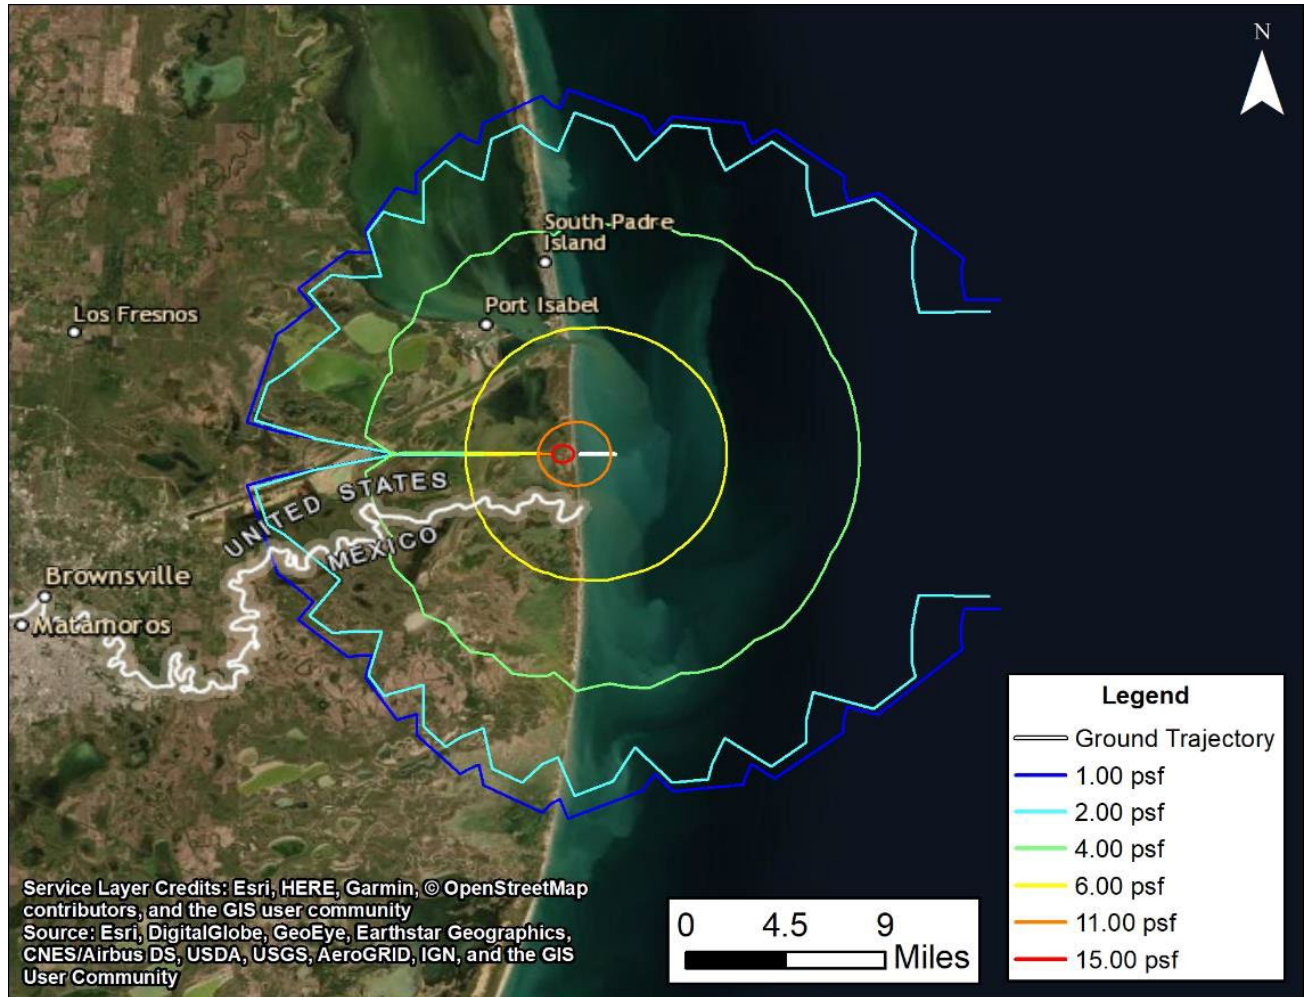 N
South Padre
Island
Port Isabel
Los Fresnos
UNITED STATES
MEXICO
Brownsville
Matamoros
Legend
Ground Trajectory
1.00 psf
2.00 psf
4.00 psf
6.00 psf
11.00 psf
15.00 psf
Service Layer Credits: Esri, HERE, Garmin, © OpenStreetMap
contributors, and the GIS user community
Source: Esri, DigitalGlobe, GeoEye, Earthstar Geographics,
CNES/Airbus DS, USDA, USGS, AeroGRID, IGN, and the GIS
User Community
0 4.5 9
Miles